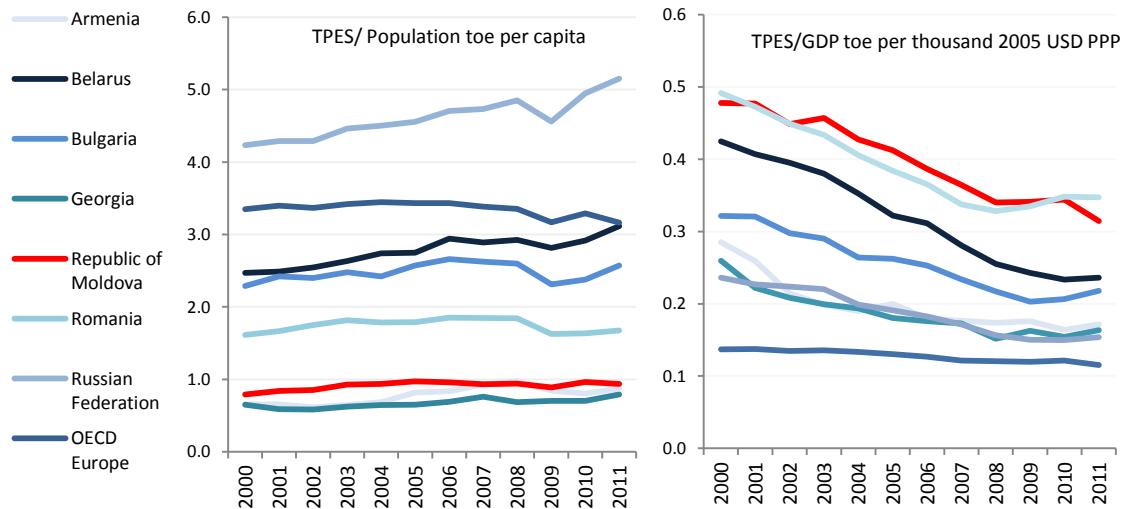 Armenia
Belarus
Bulgaria
Georgia
Republic of
Moldova
Romania
Russian
Federation
OECD
Europe
TPES/ Population toe per capita
6.0
5.0
4.0
3.0
2.0
1.0
0.0
2000 2001 2002 2003 2004 2005 2006 2007 2008 2009 2010 2011
TPES/GDP toe per thousand 2005 USD PPP
0.6
0.5
0.4
0.3
0.2
0.1
0.0
2000 2001 2002 2003 2004 2005 2006 2007 2008 2009 2010 2011